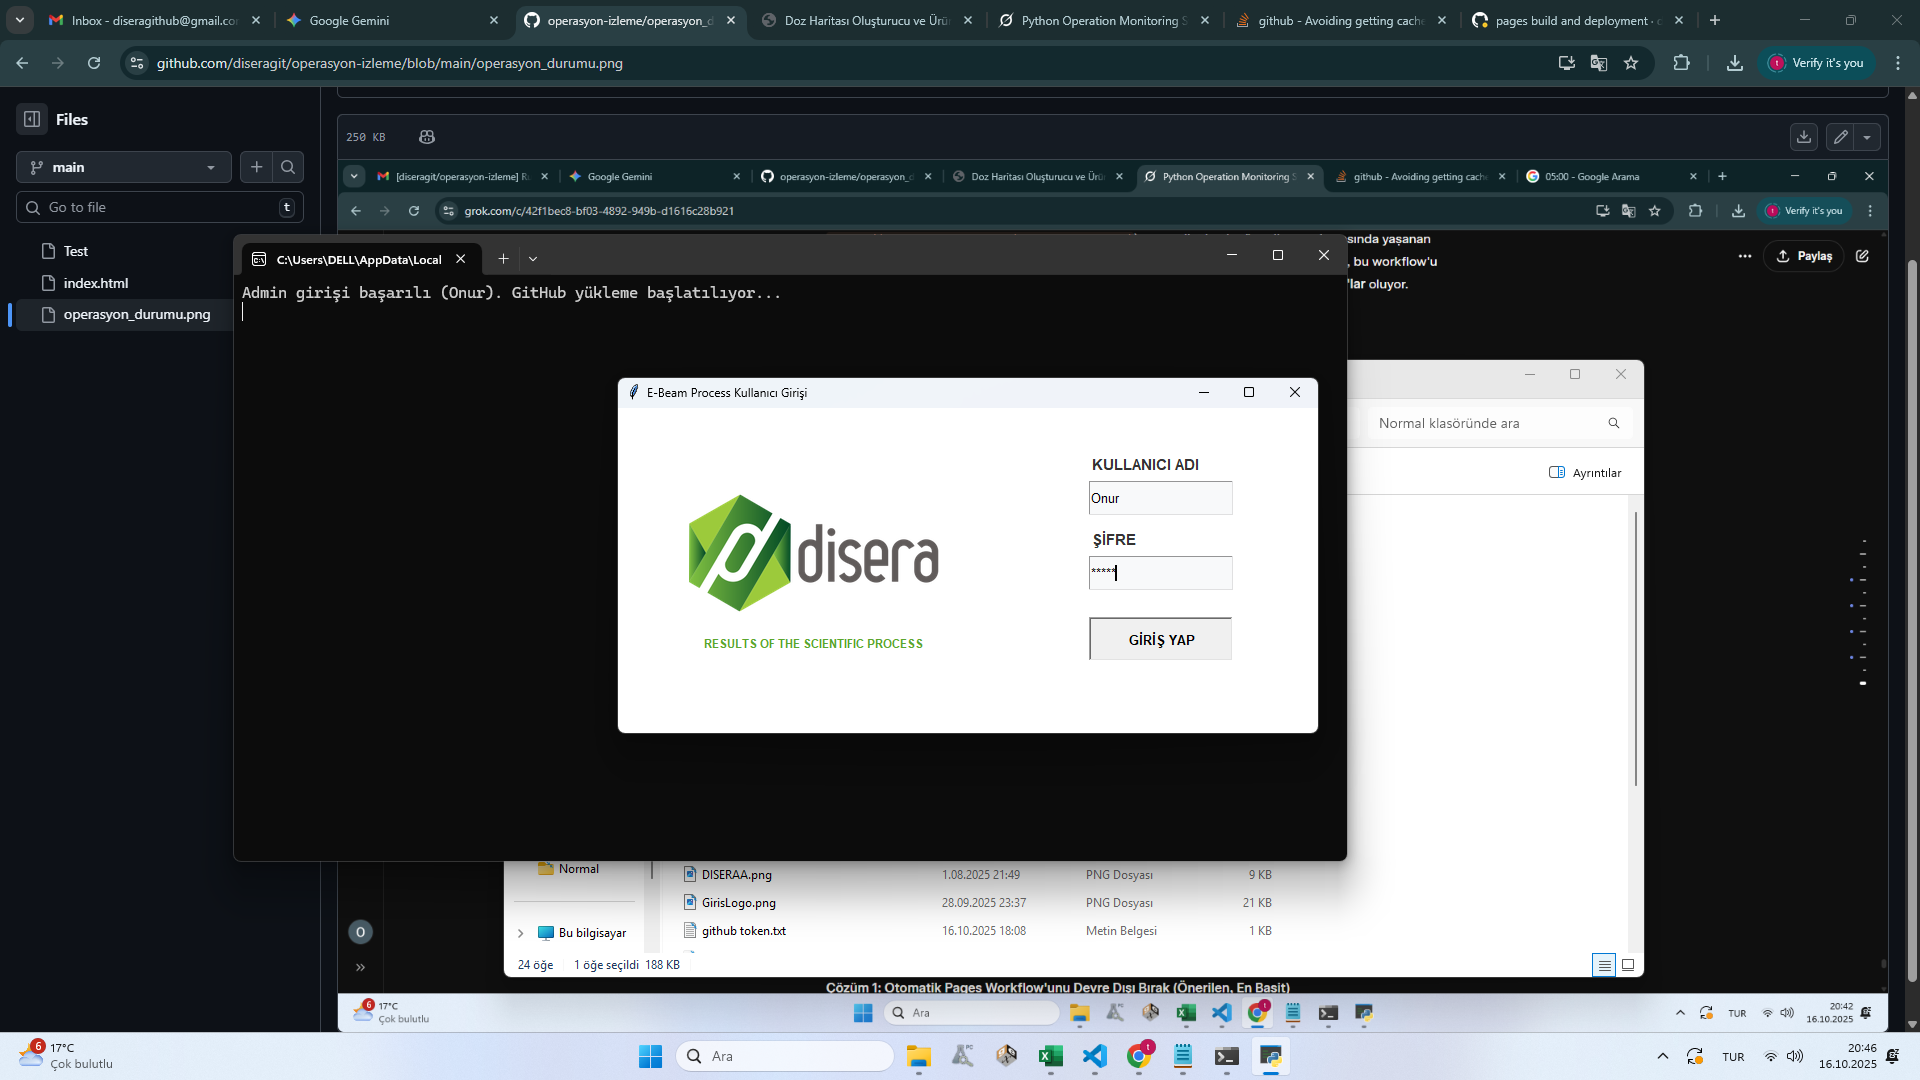 Inbox - diseragithub@gmail.co
Google Gemini
operasyon-izleme/operasyon_d
Doz Haritası Oluşturucu ve Ürün
Python Operation Monitoring S
github - Avoiding getting cache
pages build and deployment · d
github.com/diseragit/operasyon-izleme/blob/main/operasyon_durumu.png
Verify it's you
Files
main
Go to file
t
Test
index.html
operasyon_durumu.png
250 KB
[diseragit/operasyon-izleme] R
Google Gemini
operasyon-izleme/operasyon_d
Doz Haritası Oluşturucu ve Ürü
Python Operation Monitoring S
github - Avoiding getting cache
05:00 - Google Arama
grok.com/c/42f1bec8-bf03-4892-949b-d1616c28b921
Verify it's you
sında yaşanan
, bu workflow'u
'lar oluyor.
Paylaş
C:\Users\DELL\AppData\Local
Admin girişi başarılı (Onur). GitHub yükleme başlatılıyor...
E-Beam Process Kullanıcı Girişi
disera
RESULTS OF THE SCIENTIFIC PROCESS
KULLANICI ADI
Onur
ŞİFRE
*****
GİRİŞ YAP
Normal klasöründe ara
Ayrıntılar
Normal
Bu bilgisayar
DISERAA.png 1.08.2025 21:49 PNG Dosyası 9 KB
GirisLogo.png 28.09.2025 23:37 PNG Dosyası 21 KB
github token.txt 16.10.2025 18:08 Metin Belgesi 1 KB
24 öğe 1 öğe seçildi 188 KB
O
Çözüm 1: Otomatik Pages Workflow'unu Devre Dışı Bırak (Önerilen, En Basit)
6
17°C
Çok bulutlu
Ara
t
TUR
20:42
16.10.2025
6
17°C
Çok bulutlu
Ara
t
TUR
20:46
16.10.2025